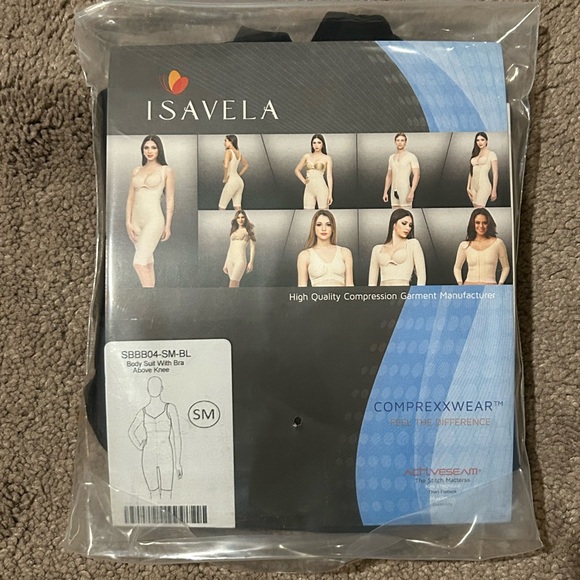 ISAVELA
High Quality Compression Garment Manufacturer
SBBB04-SM-BL
Body Suit With Bra
Above Knee
SM
COMPREXXWEAR™
FEEL THE DIFFERENCE
ACTIVESEAM
The Stitch Matters